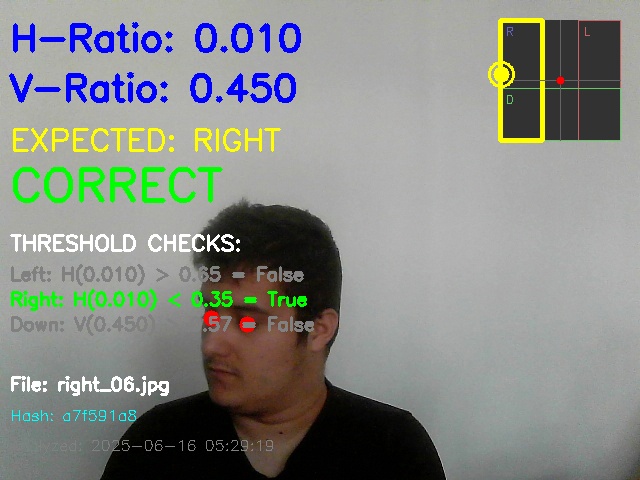 H-Ratio: 0.010
V-Ratio: 0.450
EXPECTED: RIGHT
CORRECT
THRESHOLD CHECKS:
Left: H(0.010) > 0.65 = False
Right: H(0.010) < 0.35 = True
Down: V(0.450) > 0.57 = False
File: right_06.jpg
Hash: a7f591a8
2025-06-16 05:29:19
R
L
D